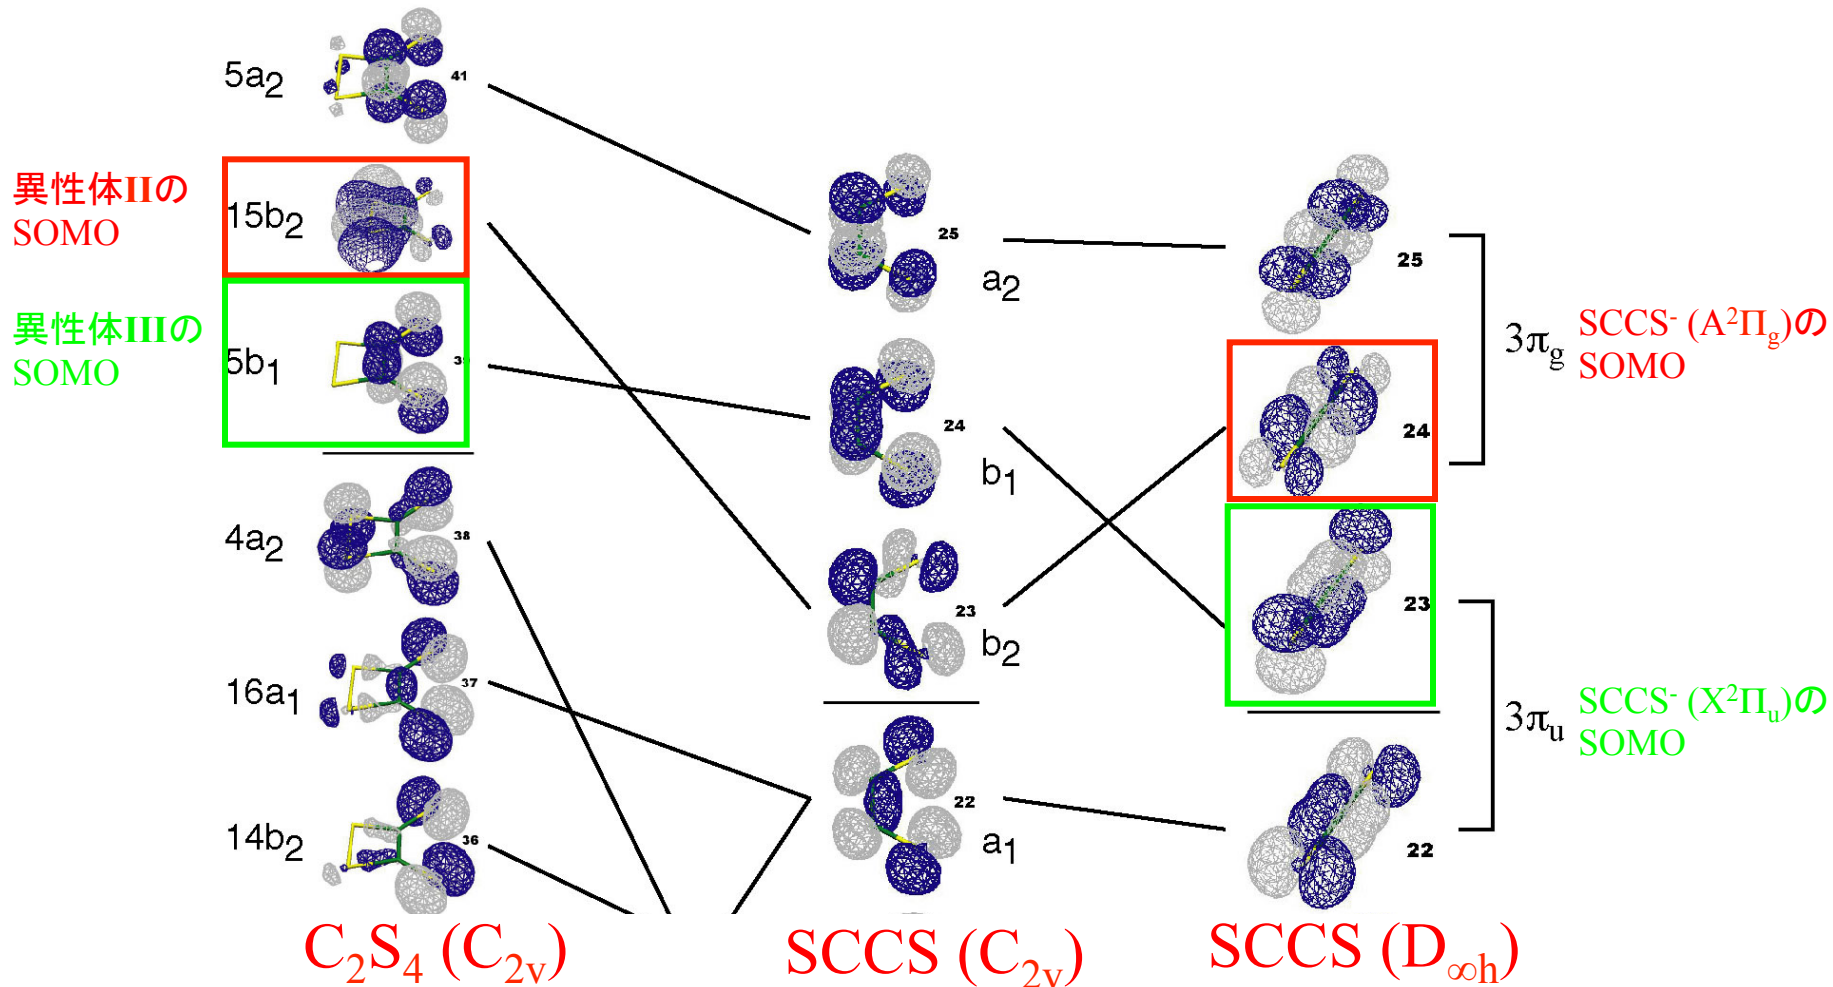 5a2
41
異性体IIの
SOMO
15b2
異性体IIIの
SOMO
5b1
4a2
38
16a1
37
14b2
36
C2S4 (C2v)
25
a2
24
b1
23
b2
22
a1
SCCS (C2v)
25
24
3πg
SCCS- (A2Πg)の
SOMO
23
22
3πu
SCCS- (X2Πu)の
SOMO
SCCS (D∞h)